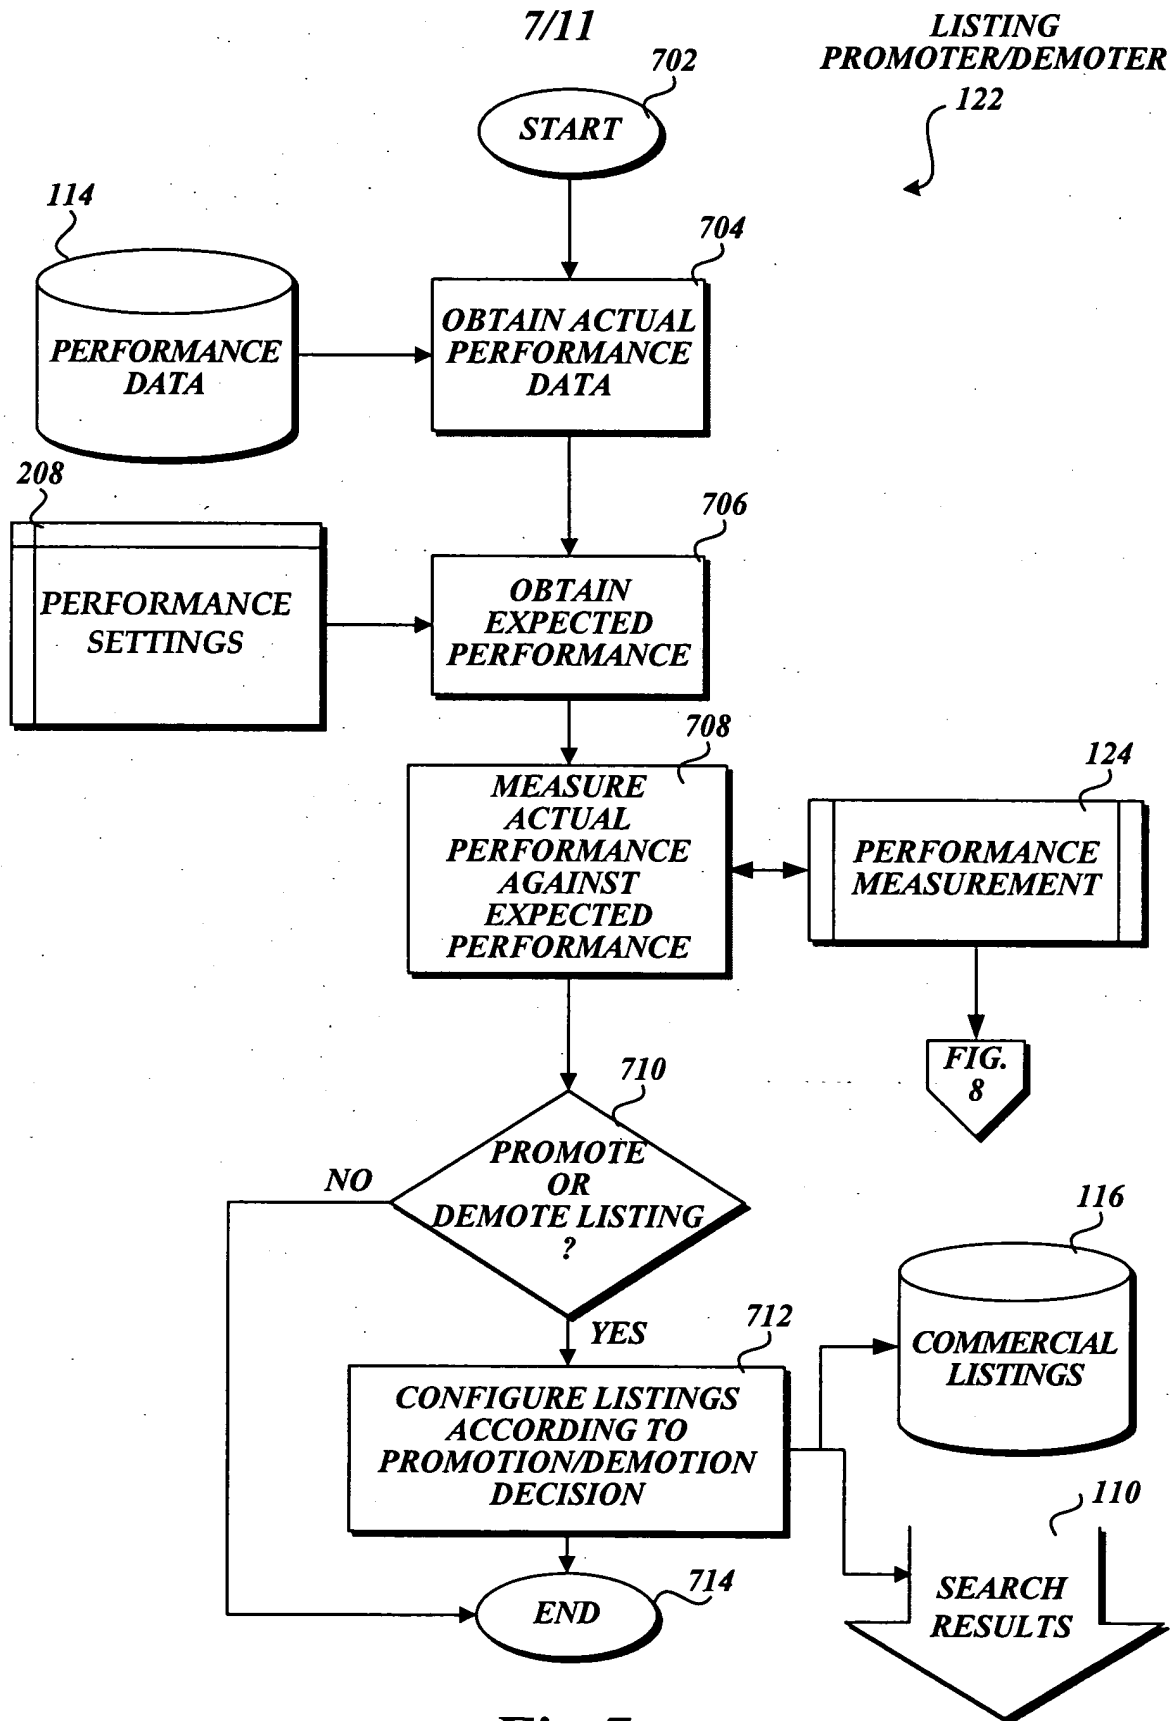 7/11
LISTING
PROMOTER/DEMOTER
122
702
START
114
PERFORMANCE
DATA
704
OBTAIN ACTUAL
PERFORMANCE
DATA
208
PERFORMANCE
SETTINGS
706
OBTAIN
EXPECTED
PERFORMANCE
708
MEASURE
ACTUAL
PERFORMANCE
AGAINST
EXPECTED
PERFORMANCE
124
PERFORMANCE
MEASUREMENT
FIG.
8
710
PROMOTE
OR
DEMOTE LISTING
?
NO
YES
116
COMMERCIAL
LISTINGS
712
CONFIGURE LISTINGS
ACCORDING TO
PROMOTION/DEMOTION
DECISION
110
SEARCH
RESULTS
714
END